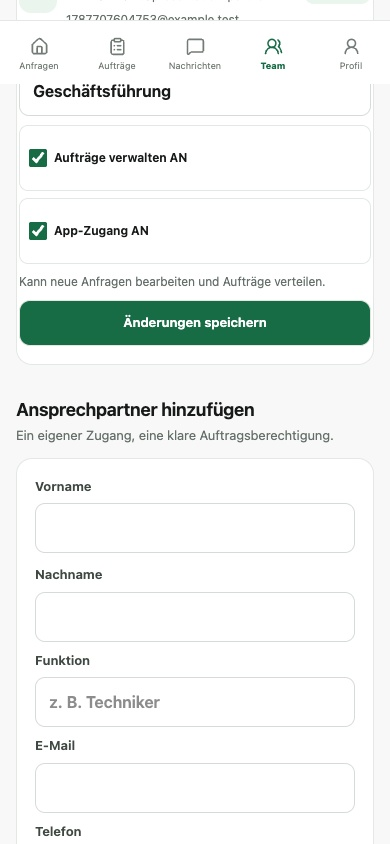 1787707604753@example.test
Anfragen
Aufträge
Nachrichten
Team
Profil
Geschäftsführung
Aufträge verwalten AN
App-Zugang AN
Kann neue Anfragen bearbeiten und Aufträge verteilen.
Änderungen speichern
Ansprechpartner hinzufügen
Ein eigener Zugang, eine klare Auftragsberechtigung.
Vorname
Nachname
Funktion
z. B. Techniker
E-Mail
Telefon